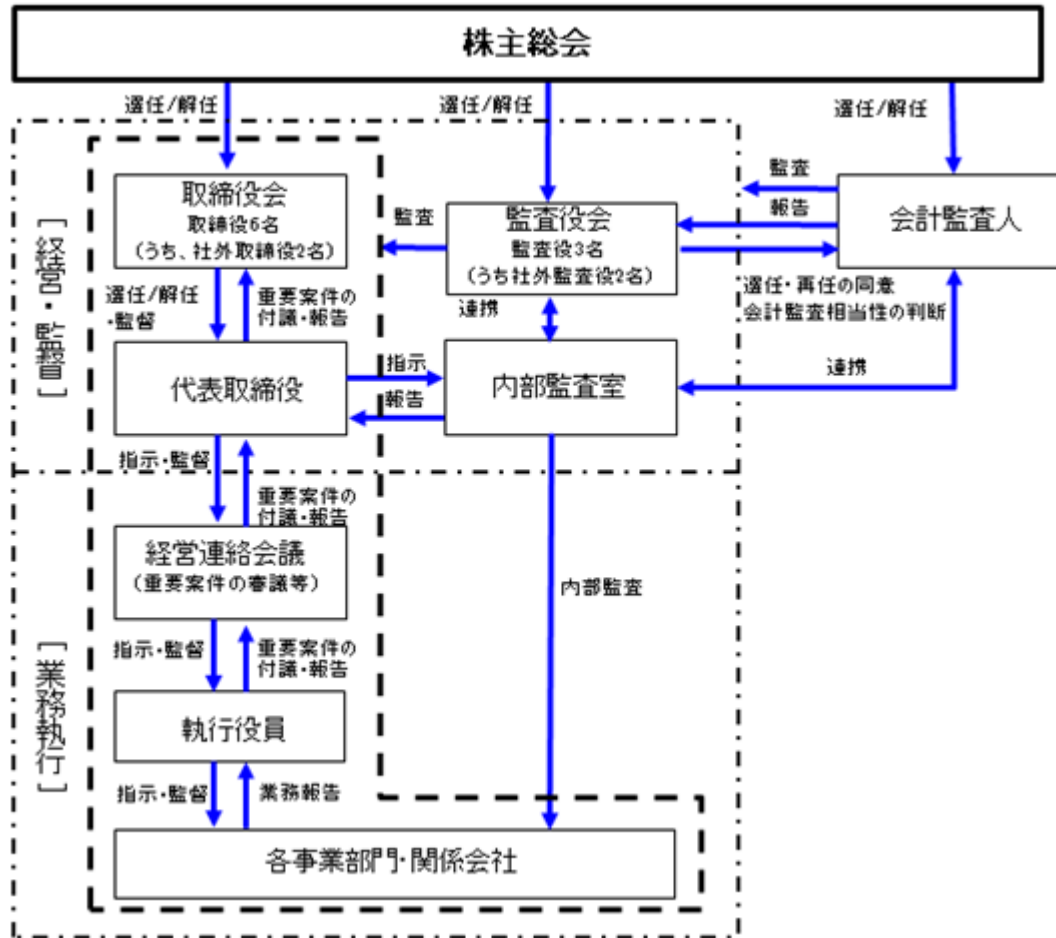 株主総会
選任/解任
選任/解任
選任/解任
[経営・監督]
取締役会
取締役6名
(うち、社外取締役2名)
監査
監査役会
監査役3名
(うち社外監査役2名)
監査
報告
会計監査人
選任・再任の同意
会計監査相当性の判断
選任/解任
・監督
重要案件の
付議・報告
連携
代表取締役
指示
報告
内部監査室
連携
指示・監督
重要案件の
付議・報告
[業務執行]
経営連絡会議
(重要案件の審議等)
内部監査
指示・監督
重要案件の
付議・報告
執行役員
指示・監督
業務報告
各事業部門・関係会社